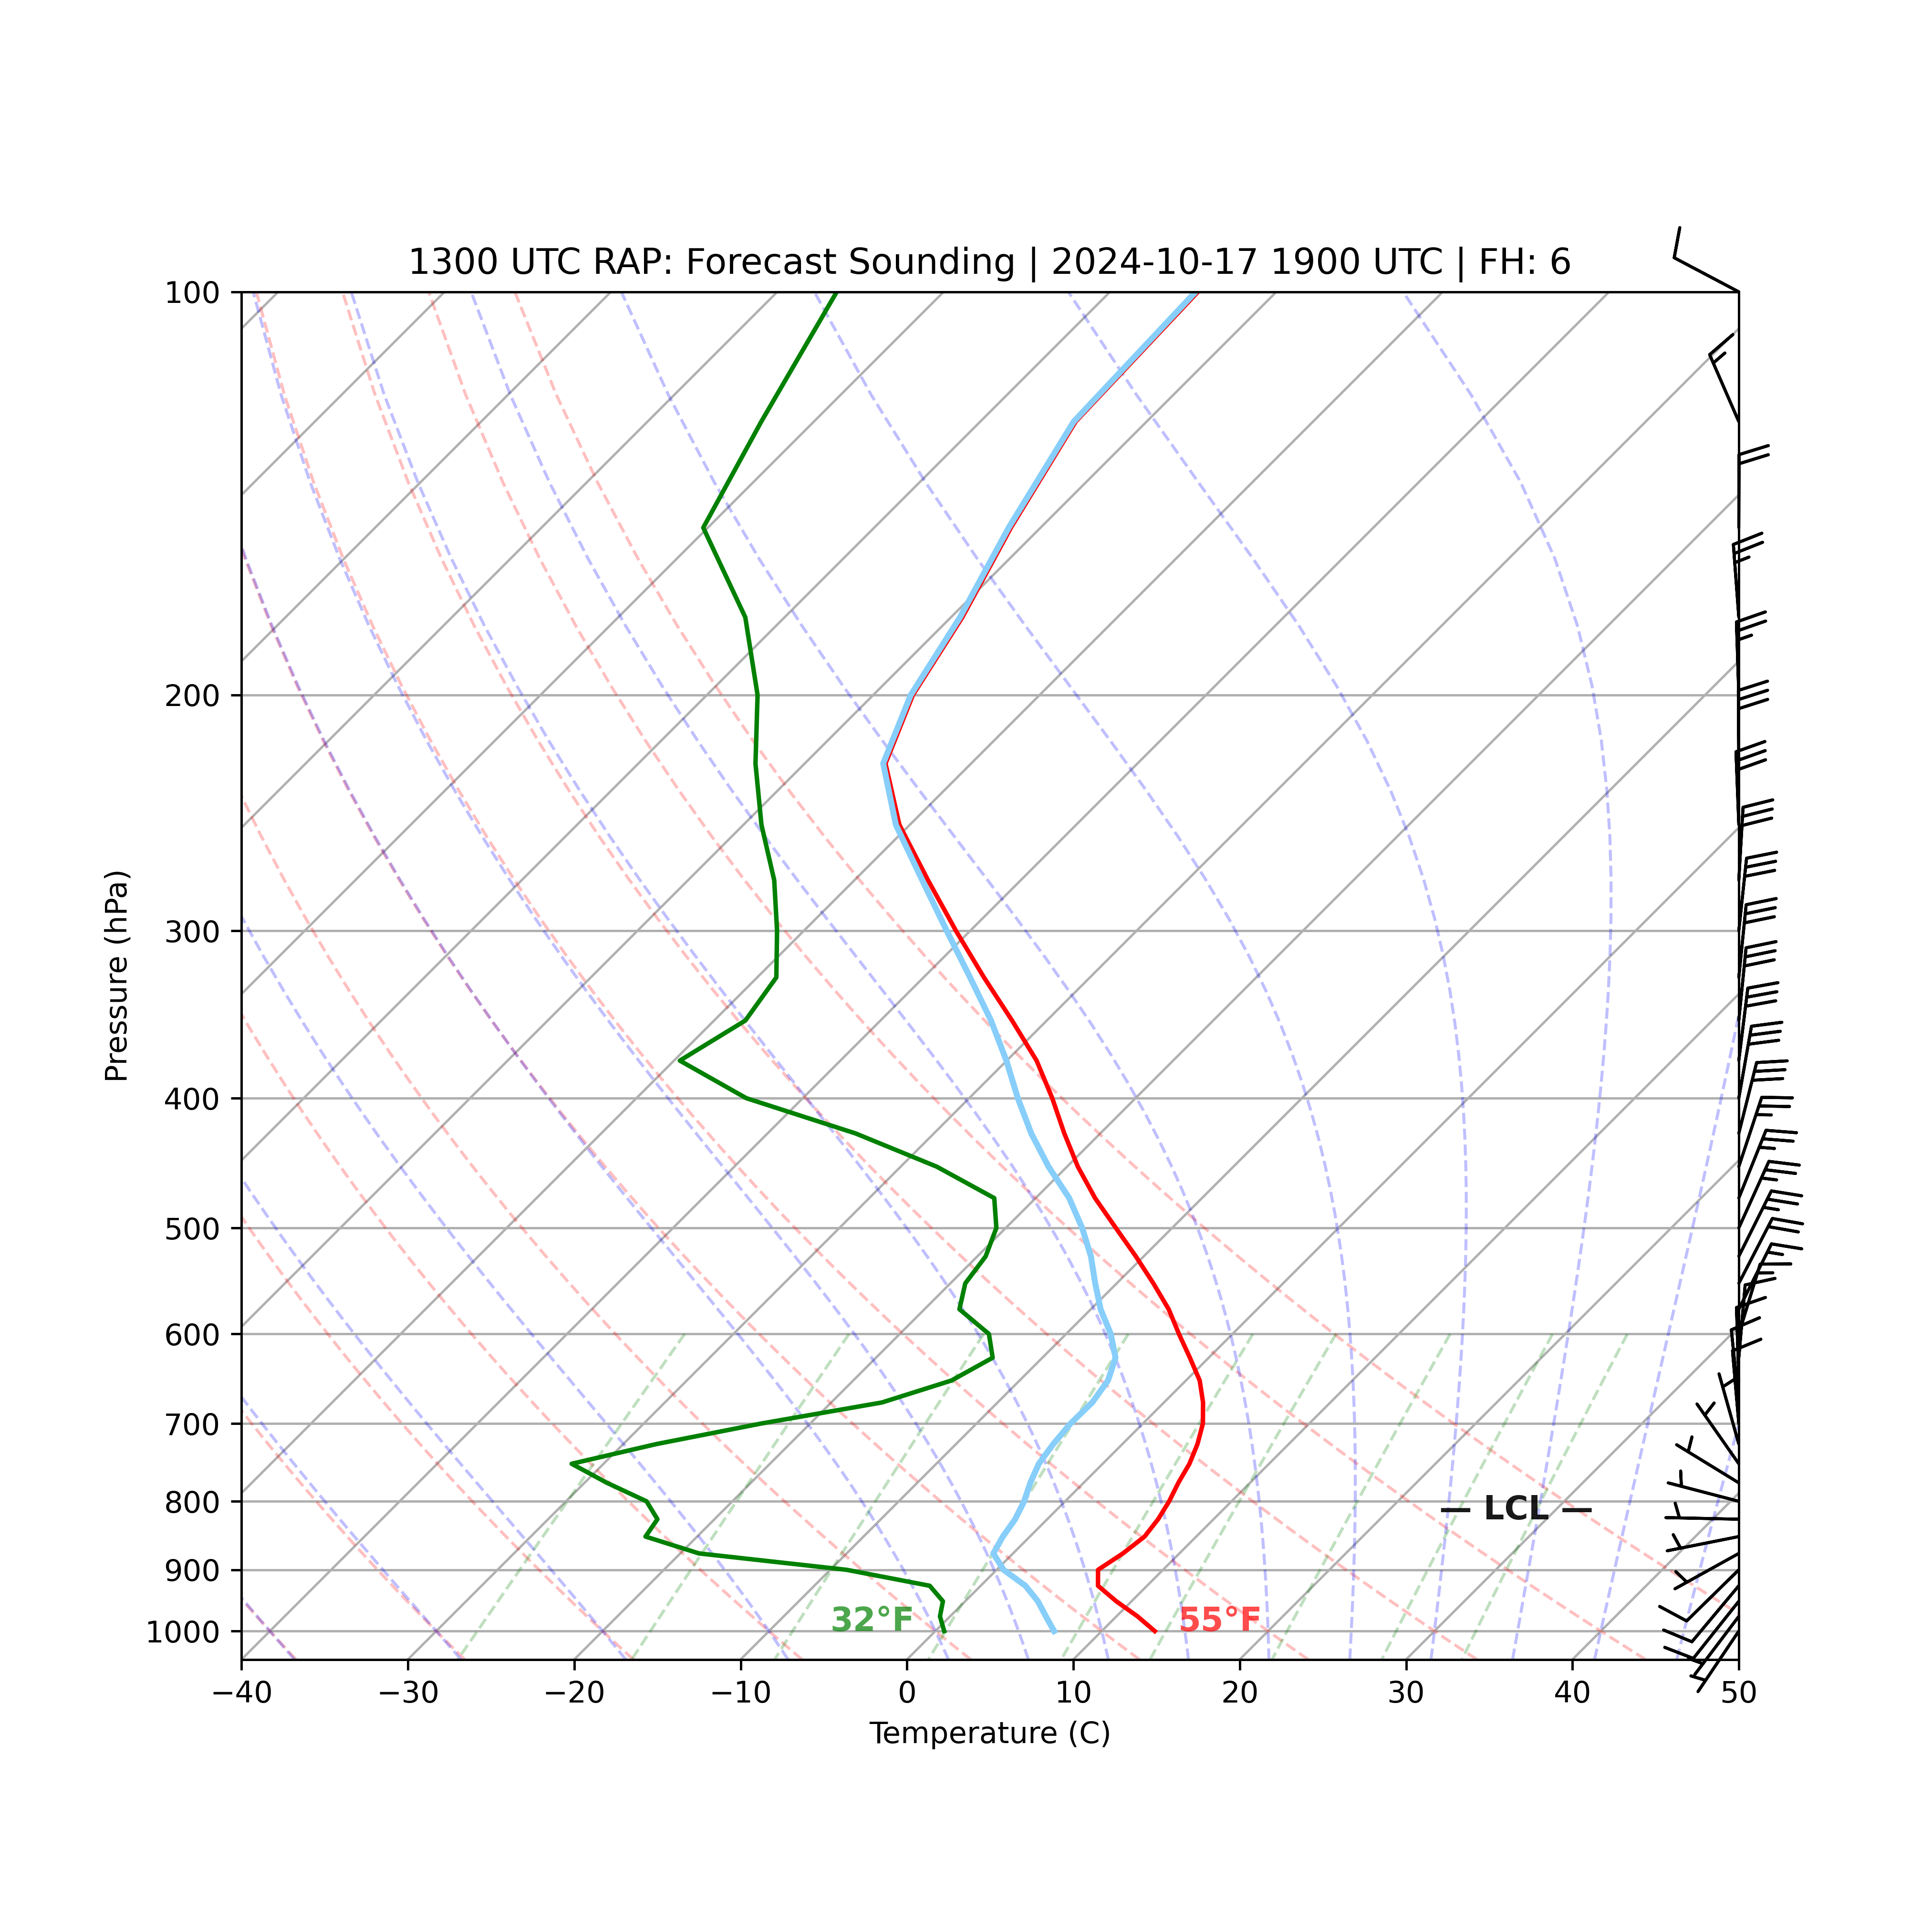 1300 UTC RAP: Forecast Sounding | 2024-10-17 1900 UTC | FH: 6
100
200
300
400
500
600
700
800
900
1000
Pressure (hPa)
— LCL —
32°F
55°F
−40 −30 −20 −10 0 10 20 30 40 50
Temperature (C)